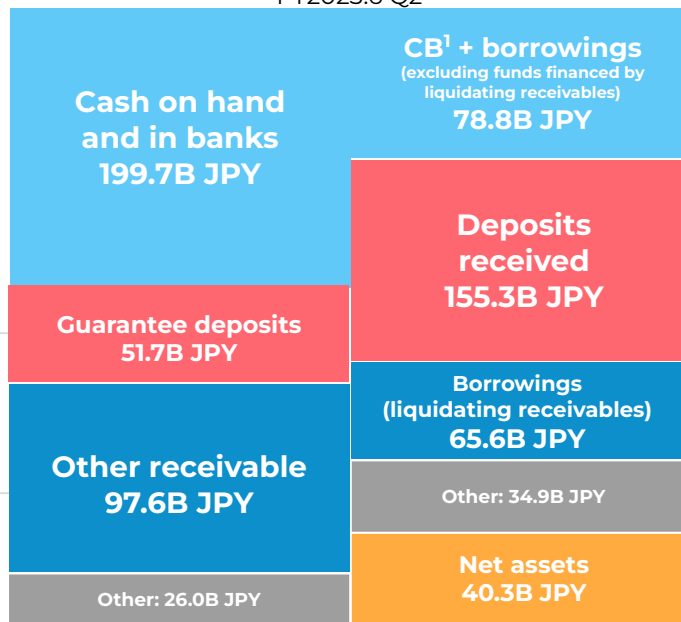 Cash on hand
and in banks
199.7B JPY
Guarantee deposits
51.7B JPY
Other receivable
97.6B JPY
Other: 26.0B JPY
CB¹ + borrowings
(excluding funds financed by
liquidating receivables)
78.8B JPY
Deposits
received
155.3B JPY
Borrowings
(liquidating receivables)
65.6B JPY
Other: 34.9B JPY
Net assets
40.3B JPY